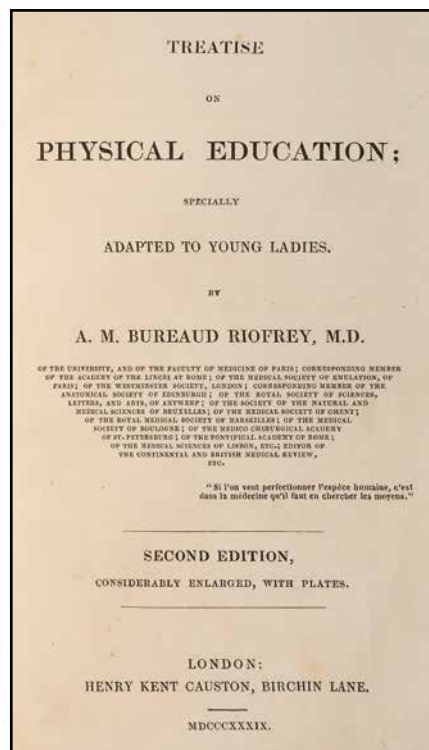 TREATISE
ON
PHYSICAL EDUCATION;
SPECIALLY
ADAPTED TO YOUNG LADIES.
BY
A. M. BUREAUD RIOFREY, M.D.
OF THE UNIVERSITY, AND OF THE FACULTY OF MEDICINE OF PARIS; CORRESPONDING MEMBER
OF THE ACADEMY OF THE LINCEI AT ROME; OF THE MEDICAL SOCIETY OF EMULATION, OF
PARIS; OF THE WESTMINSTER SOCIETY, LONDON; CORRESPONDING MEMBER OF THE
ANATOMICAL SOCIETY OF EDINBURGH; OF THE ROYAL SOCIETY OF SCIENCES,
LETTERS, AND ARTS, OF ANTWERP; OF THE SOCIETY OF THE NATURAL AND
MEDICAL SCIENCES OF BRUXELLES; OF THE MEDICAL SOCIETY OF GHENT;
OF THE ROYAL MEDICAL SOCIETY OF MARSEILLES; OF THE MEDICAL
SOCIETY OF BOULOGNE; OF THE MEDICO CHIRURGICAL ACADEMY
OF ST. PETERSBURG; OF THE PONTIFICAL ACADEMY OF ROME;
OF THE MEDICAL SCIENCES OF LISBON, ETC.; EDITOR OF
THE CONTINENTAL AND BRITISH MEDICAL REVIEW,
ETC.
"Si l'on veut perfectionner l'espéce humaine, c'est
dans la médecine qu'il faut en chercher les moyens."
SECOND EDITION,
CONSIDERABLY ENLARGED, WITH PLATES.
LONDON:
HENRY KENT CAUSTON, BIRCHIN LANE.
MDCCCXXXIX.